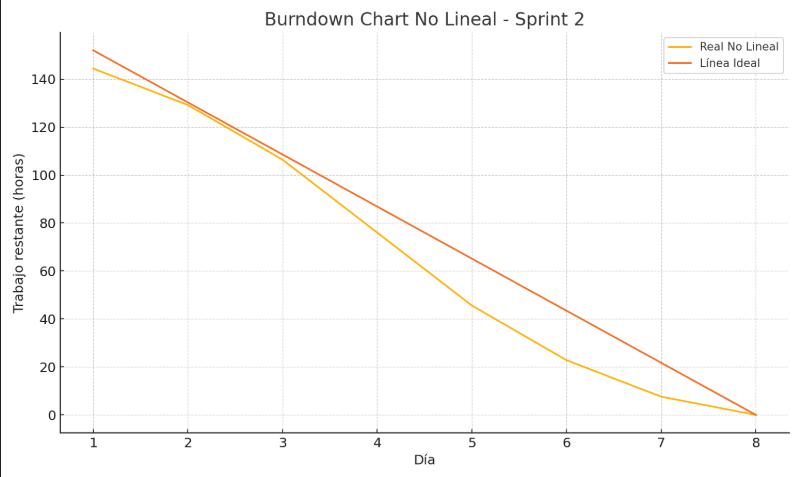 Burndown Chart No Lineal - Sprint 2
Real No Lineal
Línea Ideal
Trabajo restante (horas)
140
120
100
80
60
40
20
0
1 2 3 4 5 6 7 8
Día